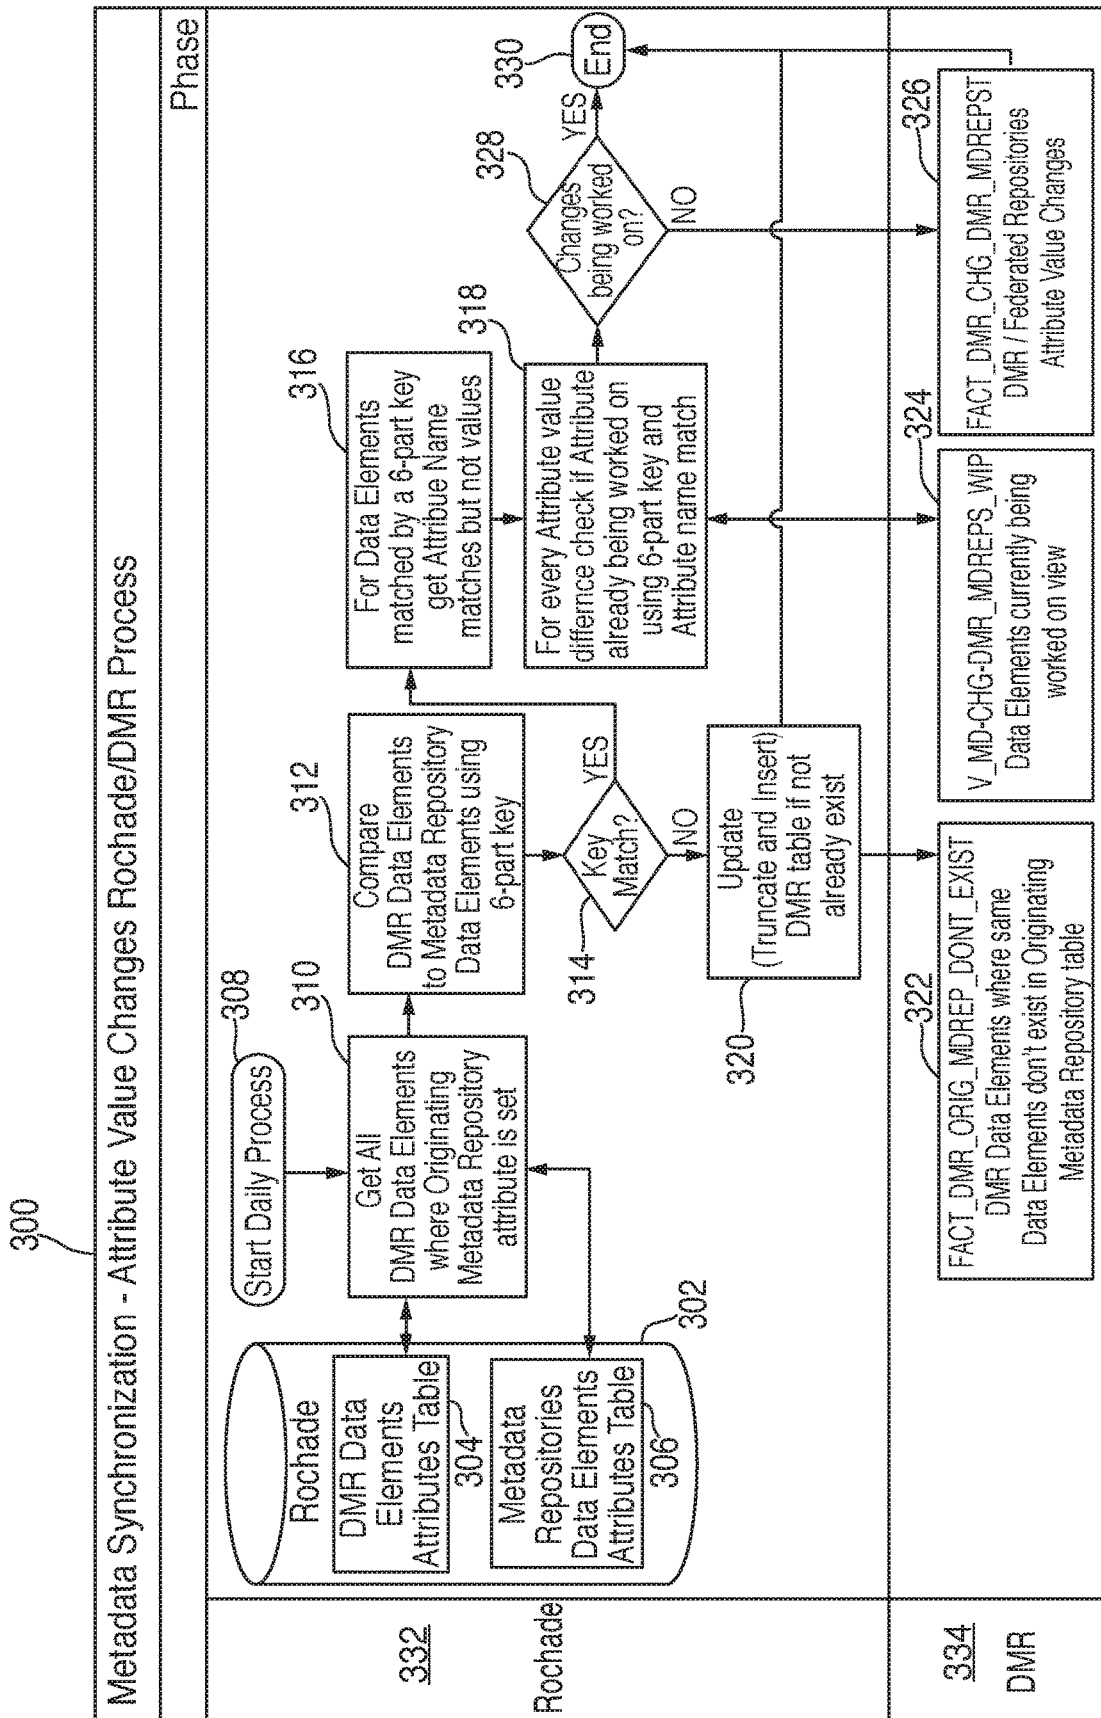 300
Metadata Synchronization - Attribute Value Changes Rochade/DMR Process
Phase
332
Rochade
Rochade
DMR Data
Elements
Attributes Table
304
Metadata
Repositories
Data Elements
Attributes Table
306
302
308
Start Daily Process
310
Get All
DMR Data Elements
where Originating
Metadata Repository
attribute is set
312
Compare
DMR Data Elements
to Metadata Repository
Data Elements using
6-part key
314
Key
Match?
YES
NO
316
For Data Elements
matched by a 6-part key
get Attribue Name
matches but not values
318
For every Attribute value
differnce check if Attribute
already being worked on
using 6-part key and
Attribute name match
320
Update
(Truncate and Insert)
DMR table if not
already exist
328
Changes
being worked
on?
YES
NO
330
End
334
DMR
322
FACT_DMR_ORIG_MDREP_DONT_EXIST
DMR Data Elements where same
Data Elements don't exist in Originating
Metadata Repository table
324
V_MD-CHG-DMR_MDREPS_WIP
Data Elements currently being
worked on view
326
FACT_DMR_CHG_DMR_MDREPST
DMR / Federated Repositories
Attribute Value Changes